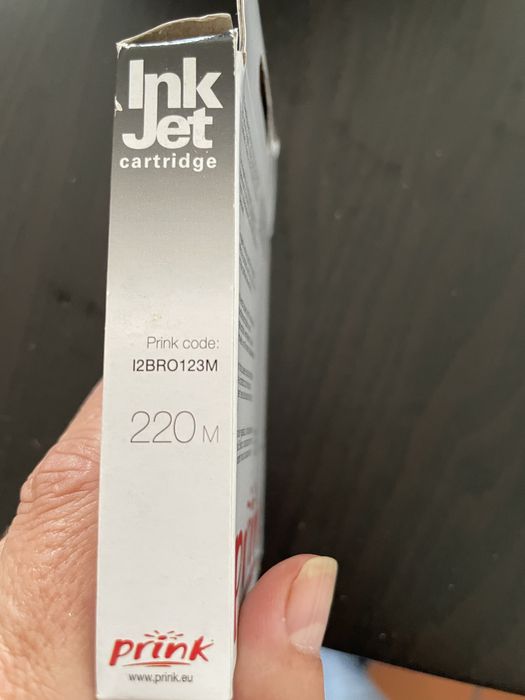 Ink
Jet
cartridge
Prink code:
I2BRO123M
220 M
prink
www.prink.eu